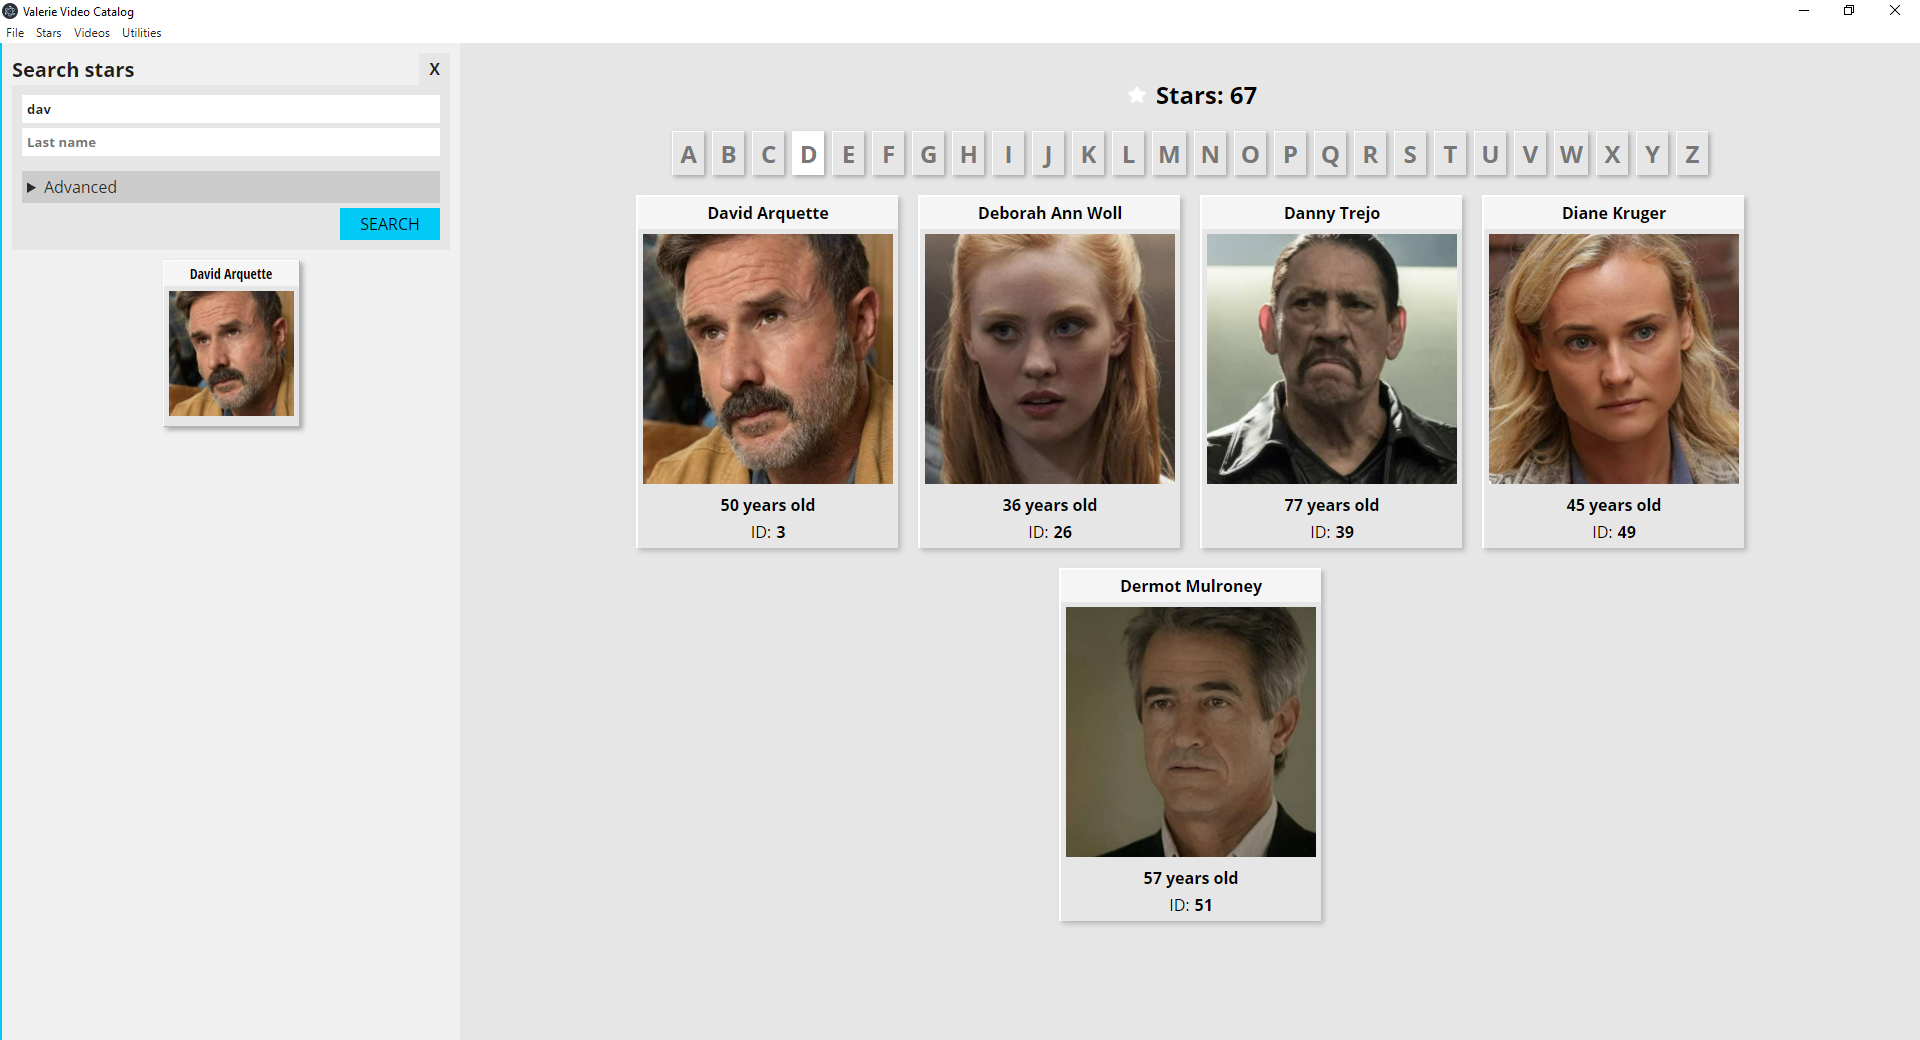 Valerie Video Catalog
File Stars Videos Utilities
Search stars
X
dav
Last name
Advanced
SEARCH
David Arquette
Stars: 67
A B C D E F G H I J K L M N O P Q R S T U V W X Y Z
David Arquette
50 years old
ID: 3
Deborah Ann Woll
36 years old
ID: 26
Danny Trejo
77 years old
ID: 39
Diane Kruger
45 years old
ID: 49
Dermot Mulroney
57 years old
ID: 51